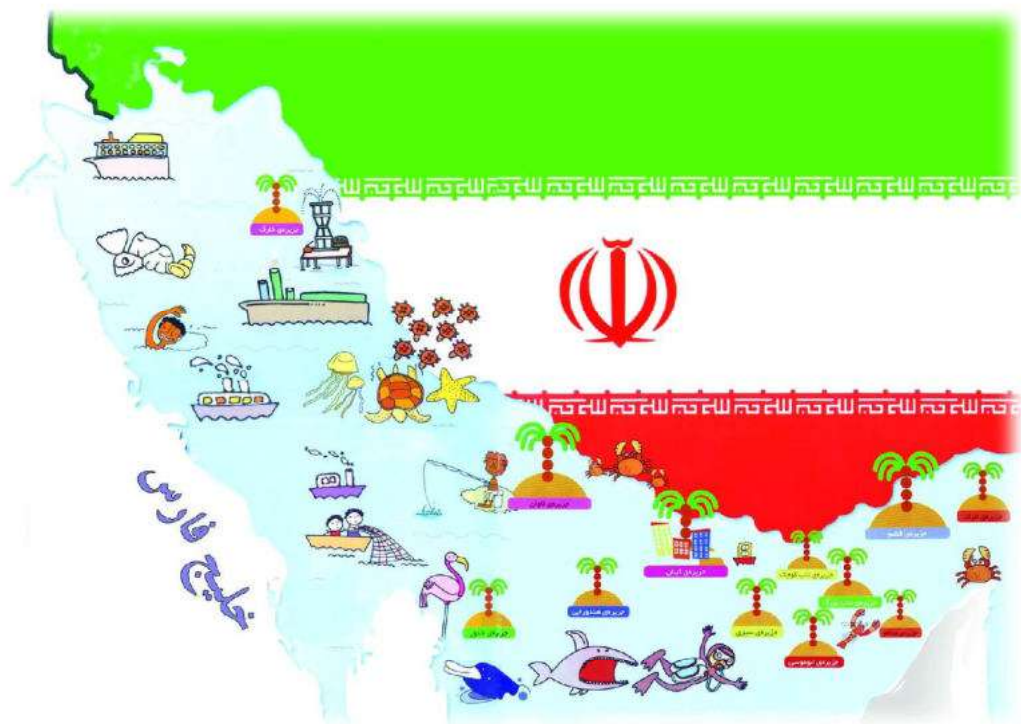 جزیره‌ی خارک
خلیج فارس
جزیره‌ی لاوان
جزیره‌ی کیش
جزیره‌ی قشم
جزیره‌ی تنب کوچک
جزیره‌ی هندورابی
جزیره‌ی سیری
جزیره‌ی ابوموسی